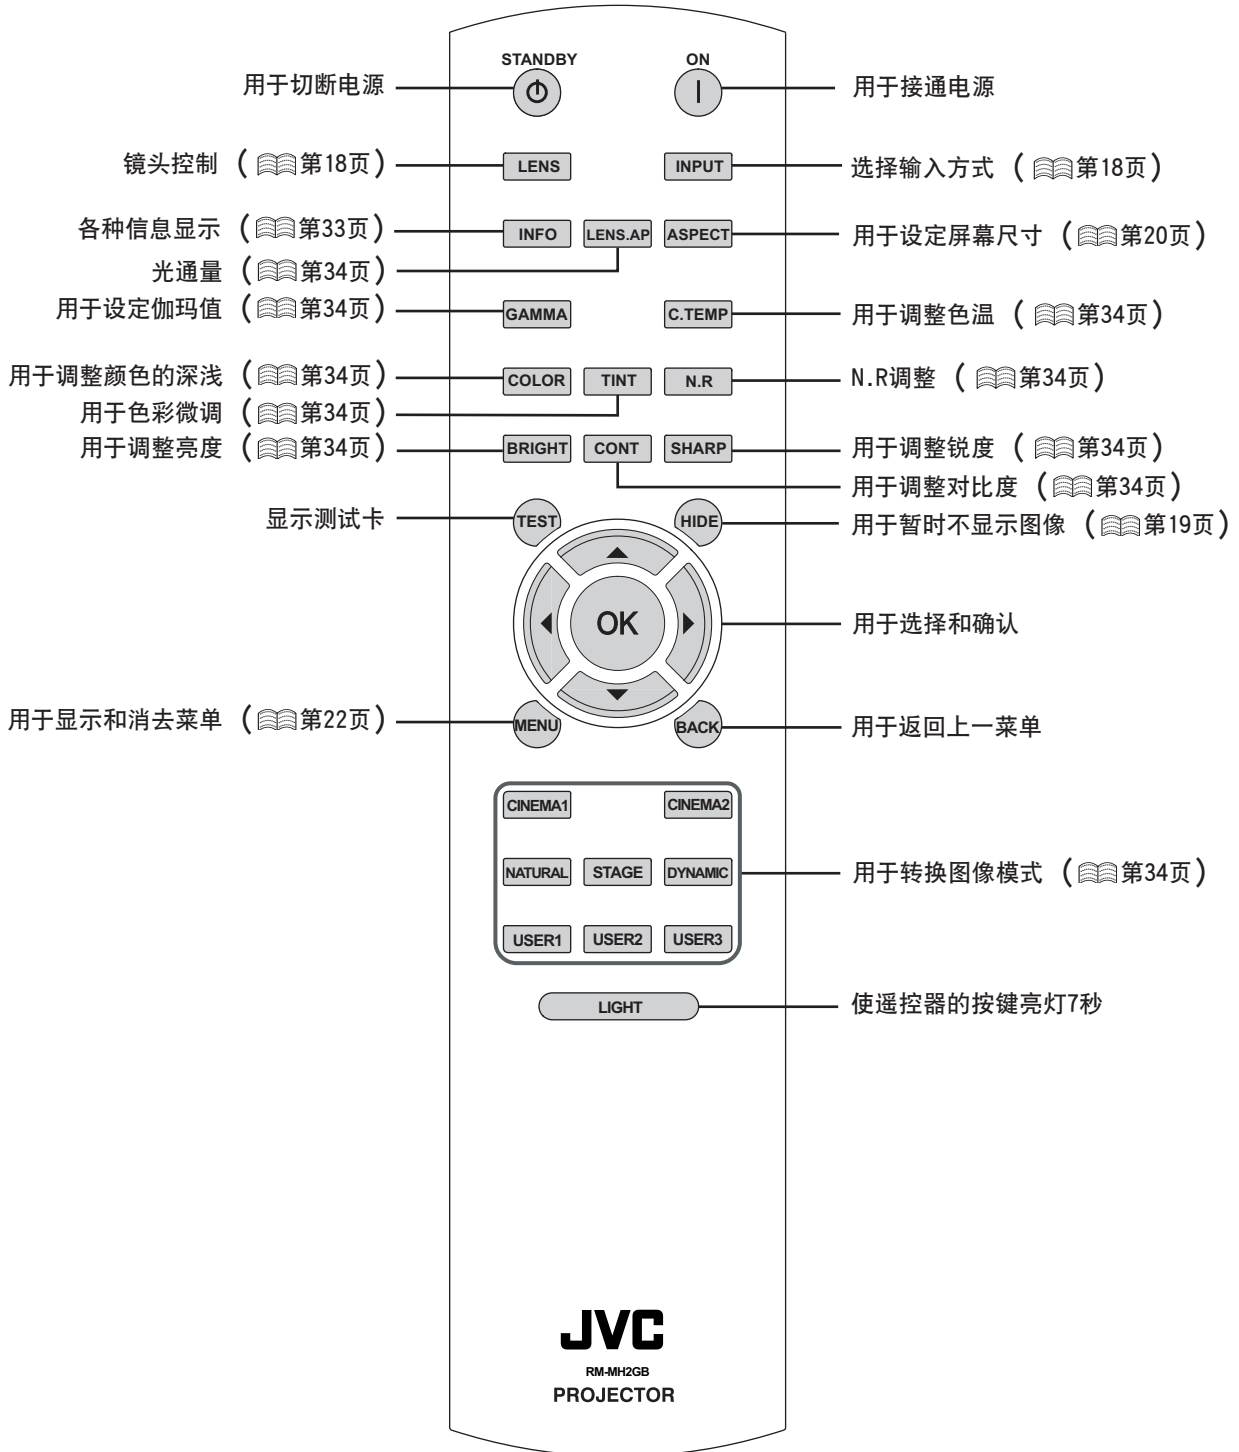 STANDBY ON
用于切断电源
用于接通电源
镜头控制 (第18页)
LENS INPUT
选择输入方式 (第18页)
各种信息显示 (第33页)
INFO LENS.AP ASPECT
用于设定屏幕尺寸 (第20页)
光通量 (第34页)
用于设定伽玛值 (第34页)
GAMMA C.TEMP
用于调整色温 (第34页)
用于调整颜色的深浅 (第34页)
COLOR TINT N.R
N.R调整 (第34页)
用于色彩微调 (第34页)
用于调整亮度 (第34页)
BRIGHT CONT SHARP
用于调整锐度 (第34页)
用于调整对比度 (第34页)
显示测试卡
TEST HIDE
用于暂时不显示图像 (第19页)
OK
用于选择和确认
用于显示和消去菜单 (第22页)
MENU BACK
用于返回上一菜单
CINEMA1 CINEMA2
NATURAL STAGE DYNAMIC
用于转换图像模式 (第34页)
USER1 USER2 USER3
LIGHT
使遥控器的按键亮灯7秒
JVC
RM-MH2GB
PROJECTOR